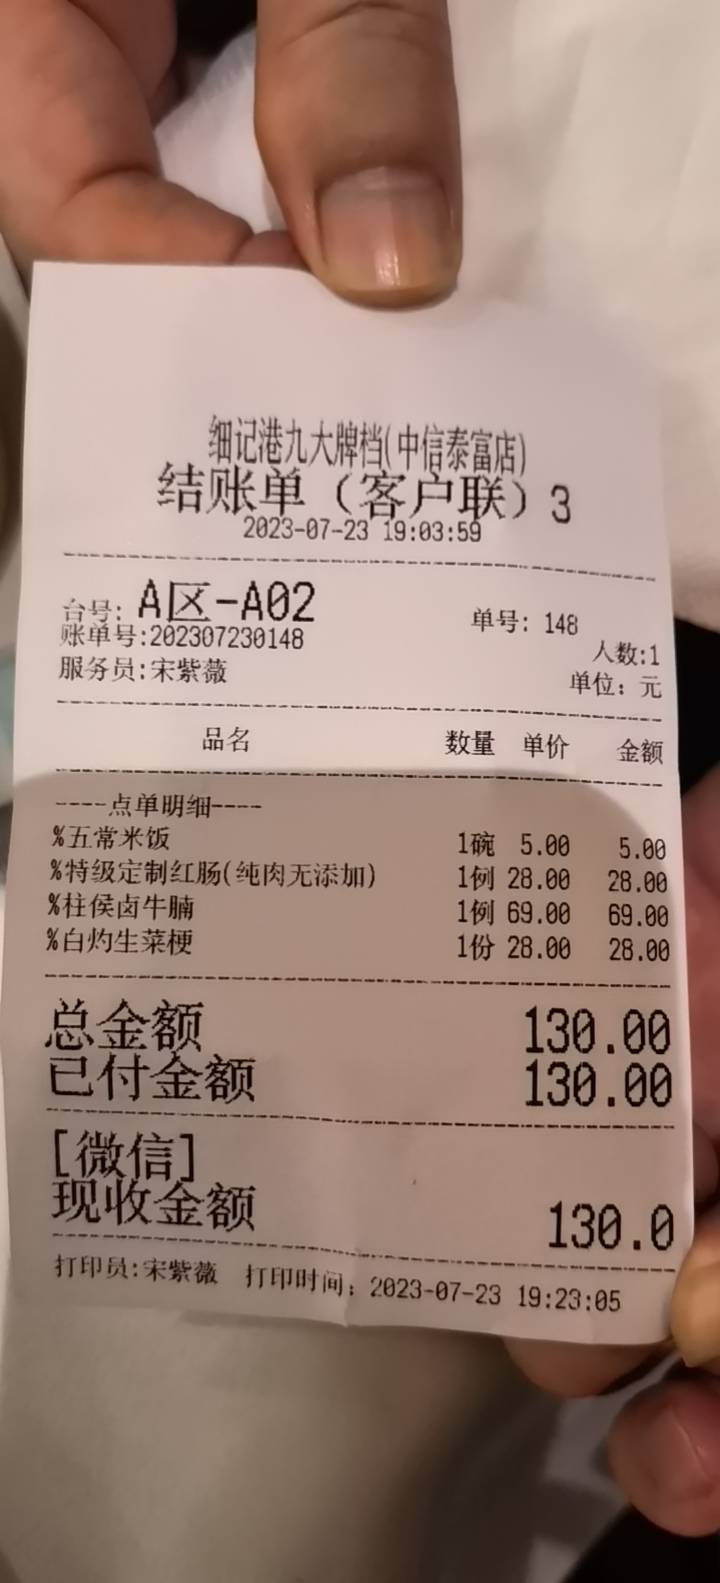 细记港九大牌档(中信泰富店)
结账单（客户联）3
2023-07-23 19:03:59
台号: A区-A02 单号: 148
账单号:202307230148 人数:1
服务员:宋紫薇 单位: 元
品名 数量 单价 金额
----点单明细----
%五常米饭 1碗 5.00 5.00
%特级定制红肠(纯肉无添加) 1例 28.00 28.00
%柱侯卤牛腩 1例 69.00 69.00
%白灼生菜梗 1份 28.00 28.00
总金额 130.00
已付金额 130.00
[微信]
现收金额 130.0
打印员:宋紫薇 打印时间: 2023-07-23 19:23:05